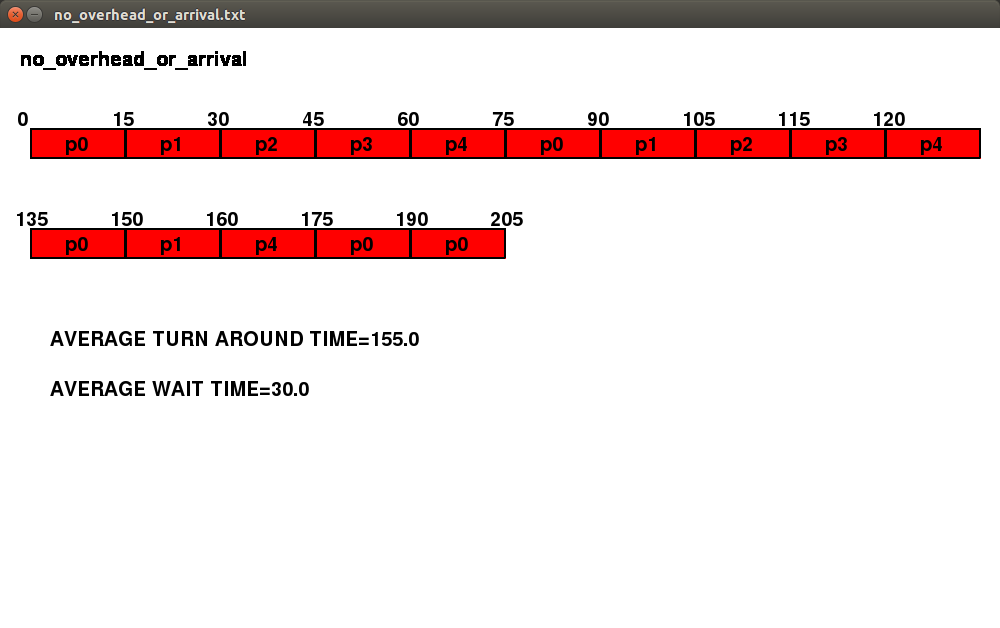 no_overhead_or_arrival.txt
no_overhead_or_arrival
0 15 30 45 60 75 90 105 115 120
p0 p1 p2 p3 p4 p0 p1 p2 p3 p4
135 150 160 175 190 205
p0 p1 p4 p0 p0
AVERAGE TURN AROUND TIME=155.0
AVERAGE WAIT TIME=30.0